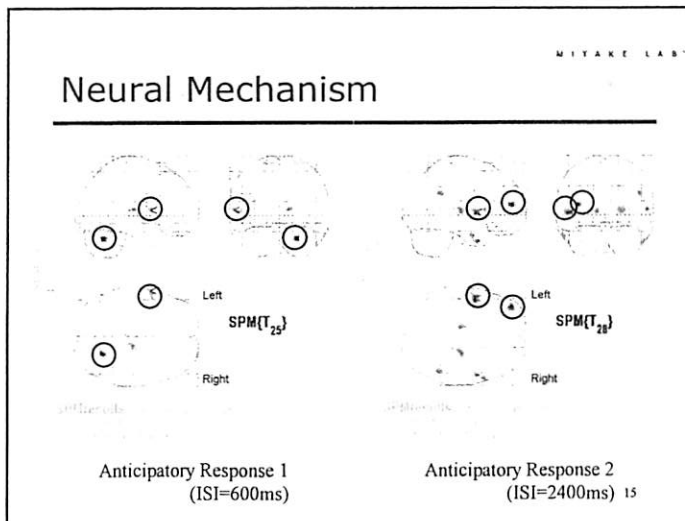 MIYAKE LAB
Neural Mechanism
Left
SPM{T25}
Right
Left
SPM{T28}
Right
Anticipatory Response 1
(ISI=600ms)
Anticipatory Response 2
(ISI=2400ms) 15